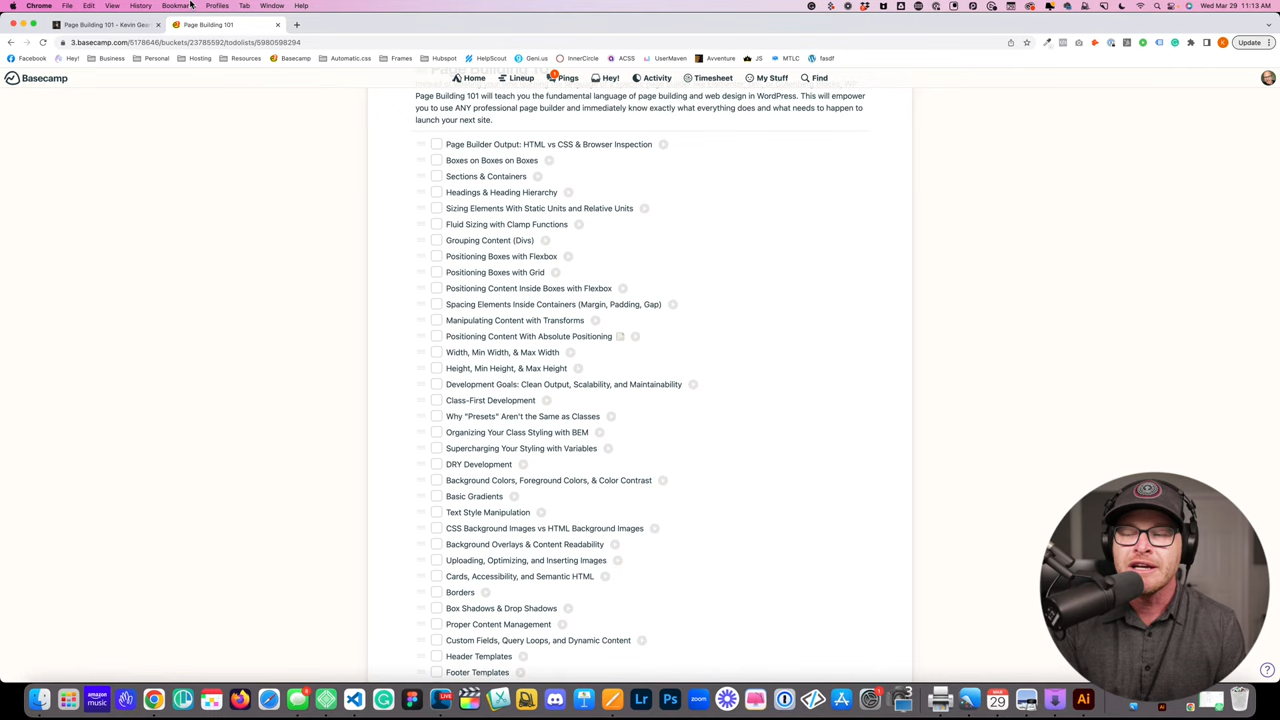 Chrome File Edit View History Bookmar Profiles Tab Window Help Wed Mar 29 11:13 AM
Page Building 101 - Kevin Gea Page Building 101
3.basecamp.com/5178646/buckets/23785592/todolists/5980598294 Update
Facebook Hey! Business Personal Hosting Resources Basecamp Automatic.css Frames Hubspot HelpScout Geni.us InnerCircle ACSS UserMaven Avventure JS MTLC fasdf
Basecamp Home Lineup 1 Pings Hey! Activity Timesheet My Stuff Find
Page Building 101 will teach you the fundamental language of page building and web design in WordPress. This will empower
you to use ANY professional page builder and immediately know exactly what everything does and what needs to happen to
launch your next site.
Page Builder Output: HTML vs CSS & Browser Inspection
Boxes on Boxes on Boxes
Sections & Containers
Headings & Heading Hierarchy
Sizing Elements With Static Units and Relative Units
Fluid Sizing with Clamp Functions
Grouping Content (Divs)
Positioning Boxes with Flexbox
Positioning Boxes with Grid
Positioning Content Inside Boxes with Flexbox
Spacing Elements Inside Containers (Margin, Padding, Gap)
Manipulating Content with Transforms
Positioning Content With Absolute Positioning
Width, Min Width, & Max Width
Height, Min Height, & Max Height
Development Goals: Clean Output, Scalability, and Maintainability
Class-First Development
Why "Presets" Aren't the Same as Classes
Organizing Your Class Styling with BEM
Supercharging Your Styling with Variables
DRY Development
Background Colors, Foreground Colors, & Color Contrast
Basic Gradients
Text Style Manipulation
CSS Background Images vs HTML Background Images
Background Overlays & Content Readability
Uploading, Optimizing, and Inserting Images
Cards, Accessibility, and Semantic HTML
Borders
Box Shadows & Drop Shadows
Proper Content Management
Custom Fields, Query Loops, and Dynamic Content
Header Templates
Footer Templates
amazon music LIVE Lr Ps zoom MAR 29 Ai